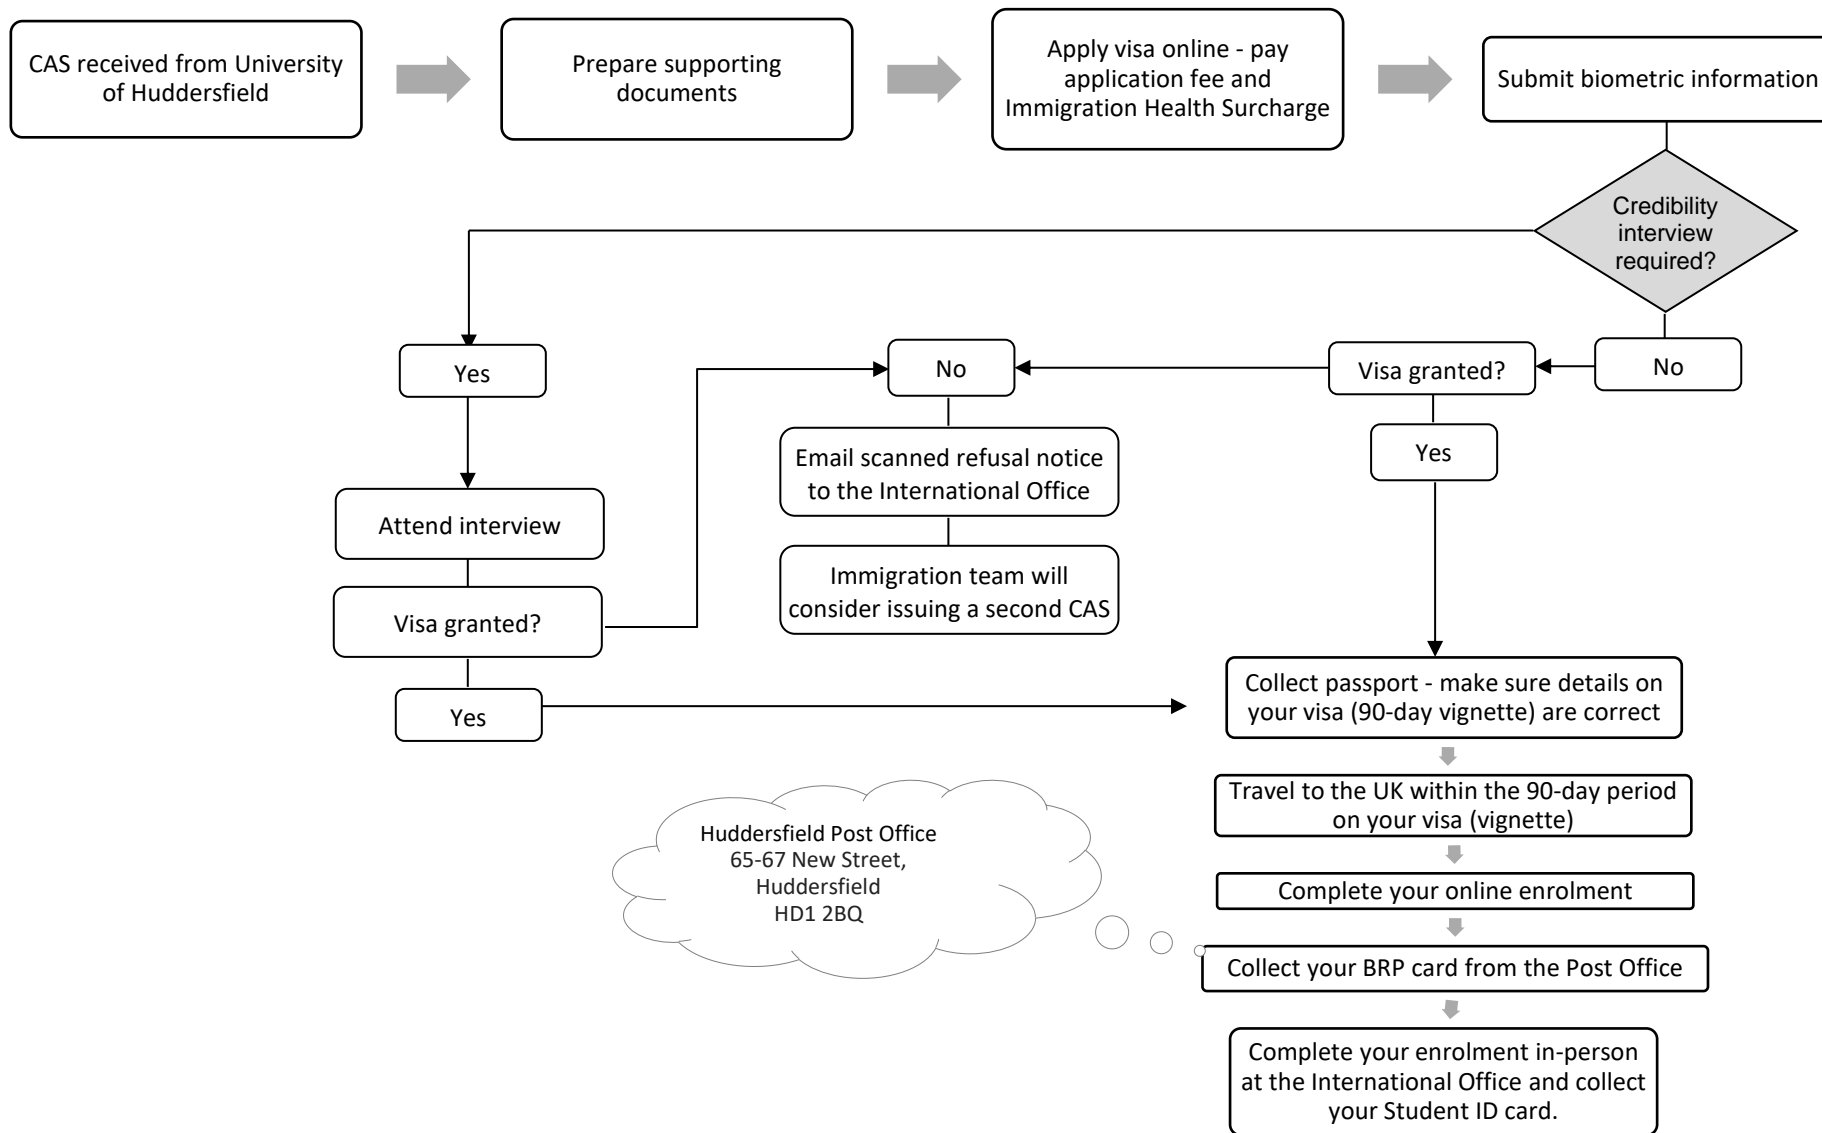 CAS received from University
of Huddersfield
Prepare supporting
documents
Apply visa online - pay
application fee and
Immigration Health Surcharge
Submit biometric information
Credibility
interview
required?
Yes
No
Visa granted?
No
Yes
Email scanned refusal notice
to the International Office
Attend interview
Immigration team will
consider issuing a second CAS
Visa granted?
Yes
Collect passport - make sure details on
your visa (90-day vignette) are correct
Travel to the UK within the 90-day period
on your visa (vignette)
Huddersfield Post Office
65-67 New Street,
Huddersfield
HD1 2BQ
Complete your online enrolment
Collect your BRP card from the Post Office
Complete your enrolment in-person
at the International Office and collect
your Student ID card.